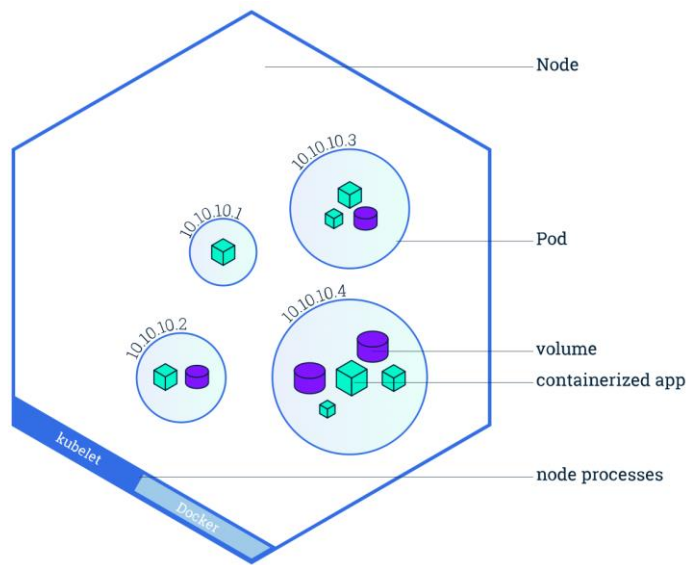 Node
10.10.10.3
10.10.10.1
Pod
10.10.10.4
10.10.10.2
volume
containerized app
kubelet
node processes
Docker